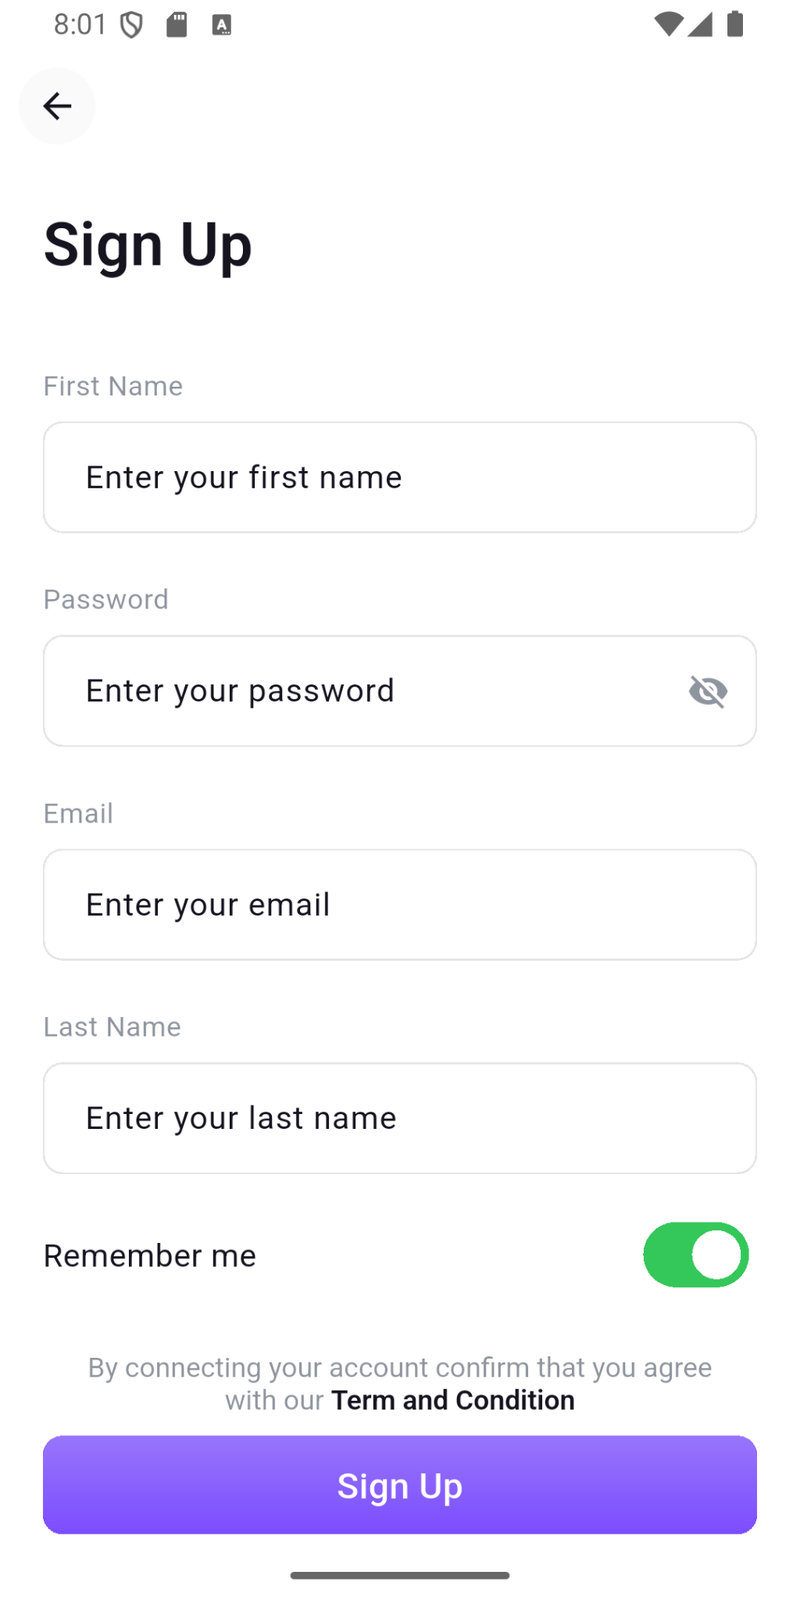 8:01
Sign Up
First Name
Enter your first name
Password
Enter your password
Email
Enter your email
Last Name
Enter your last name
Remember me
By connecting your account confirm that you agree
with our Term and Condition
Sign Up